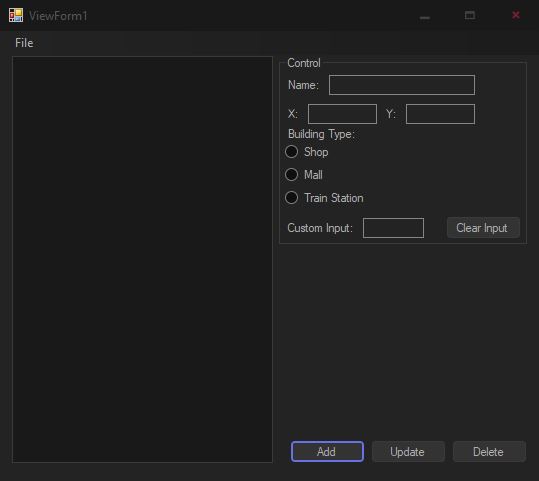 ViewForm1
File
Control
Name:
X: Y:
Building Type:
Shop
Mall
Train Station
Custom Input: Clear Input
Add Update Delete